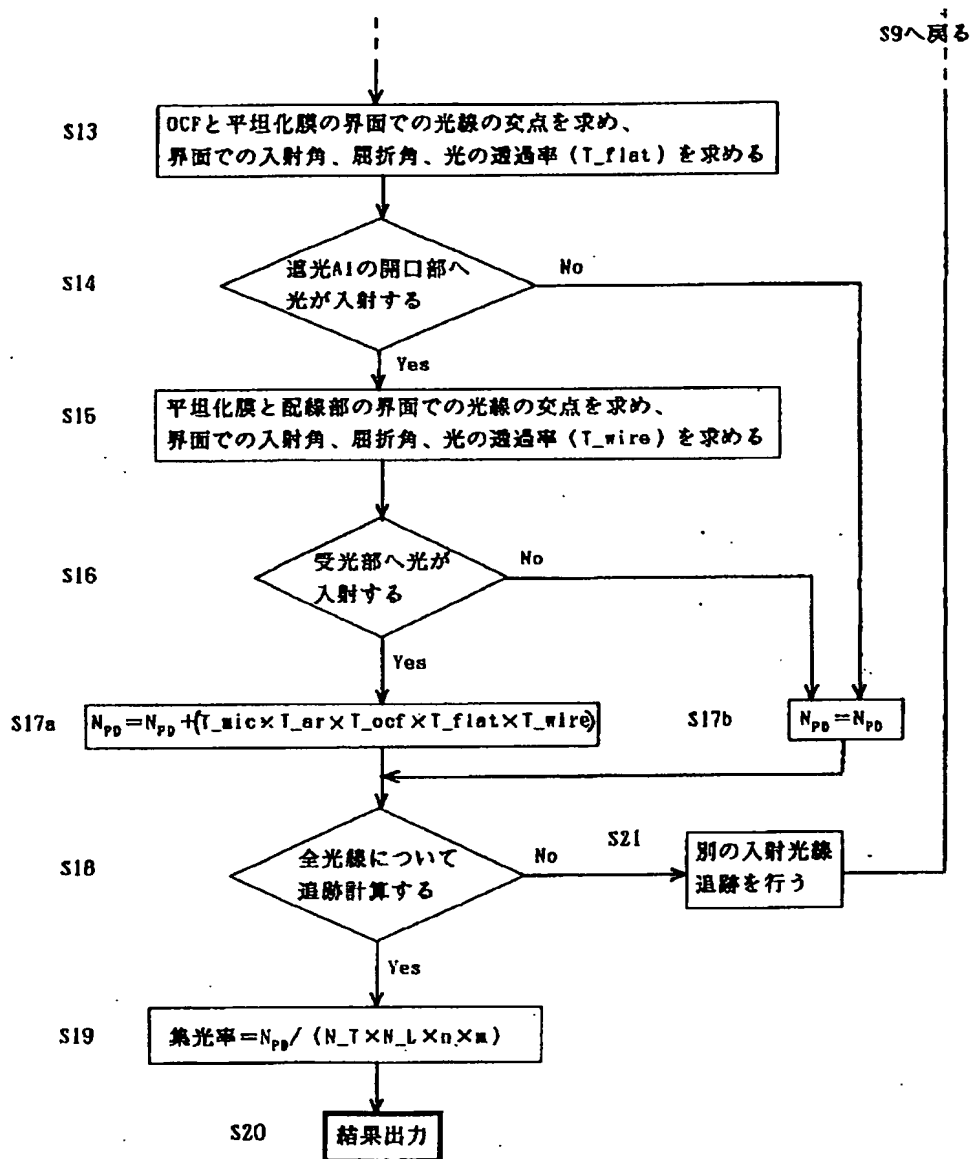 S9へ戻る
S13
OCFと平坦化膜の界面での光線の交点を求め、
界面での入射角、屈折角、光の透過率(T_flat)を求める
S14
遮光Alの開口部へ
光が入射する
No
Yes
S15
平坦化膜と配線部の界面での光線の交点を求め、
界面での入射角、屈折角、光の透過率(T_wire)を求める
S16
受光部へ光が
入射する
No
Yes
S17a
N_PD=N_PD+(T_mic×T_ar×T_ocf×T_flat×T_wire)
S17b
N_PD=N_PD
S18
全光線について
追跡計算する
No
S21
別の入射光線
追跡を行う
Yes
S19
集光率=N_PD/(N_T×N_L×n×m)
S20
結果出力